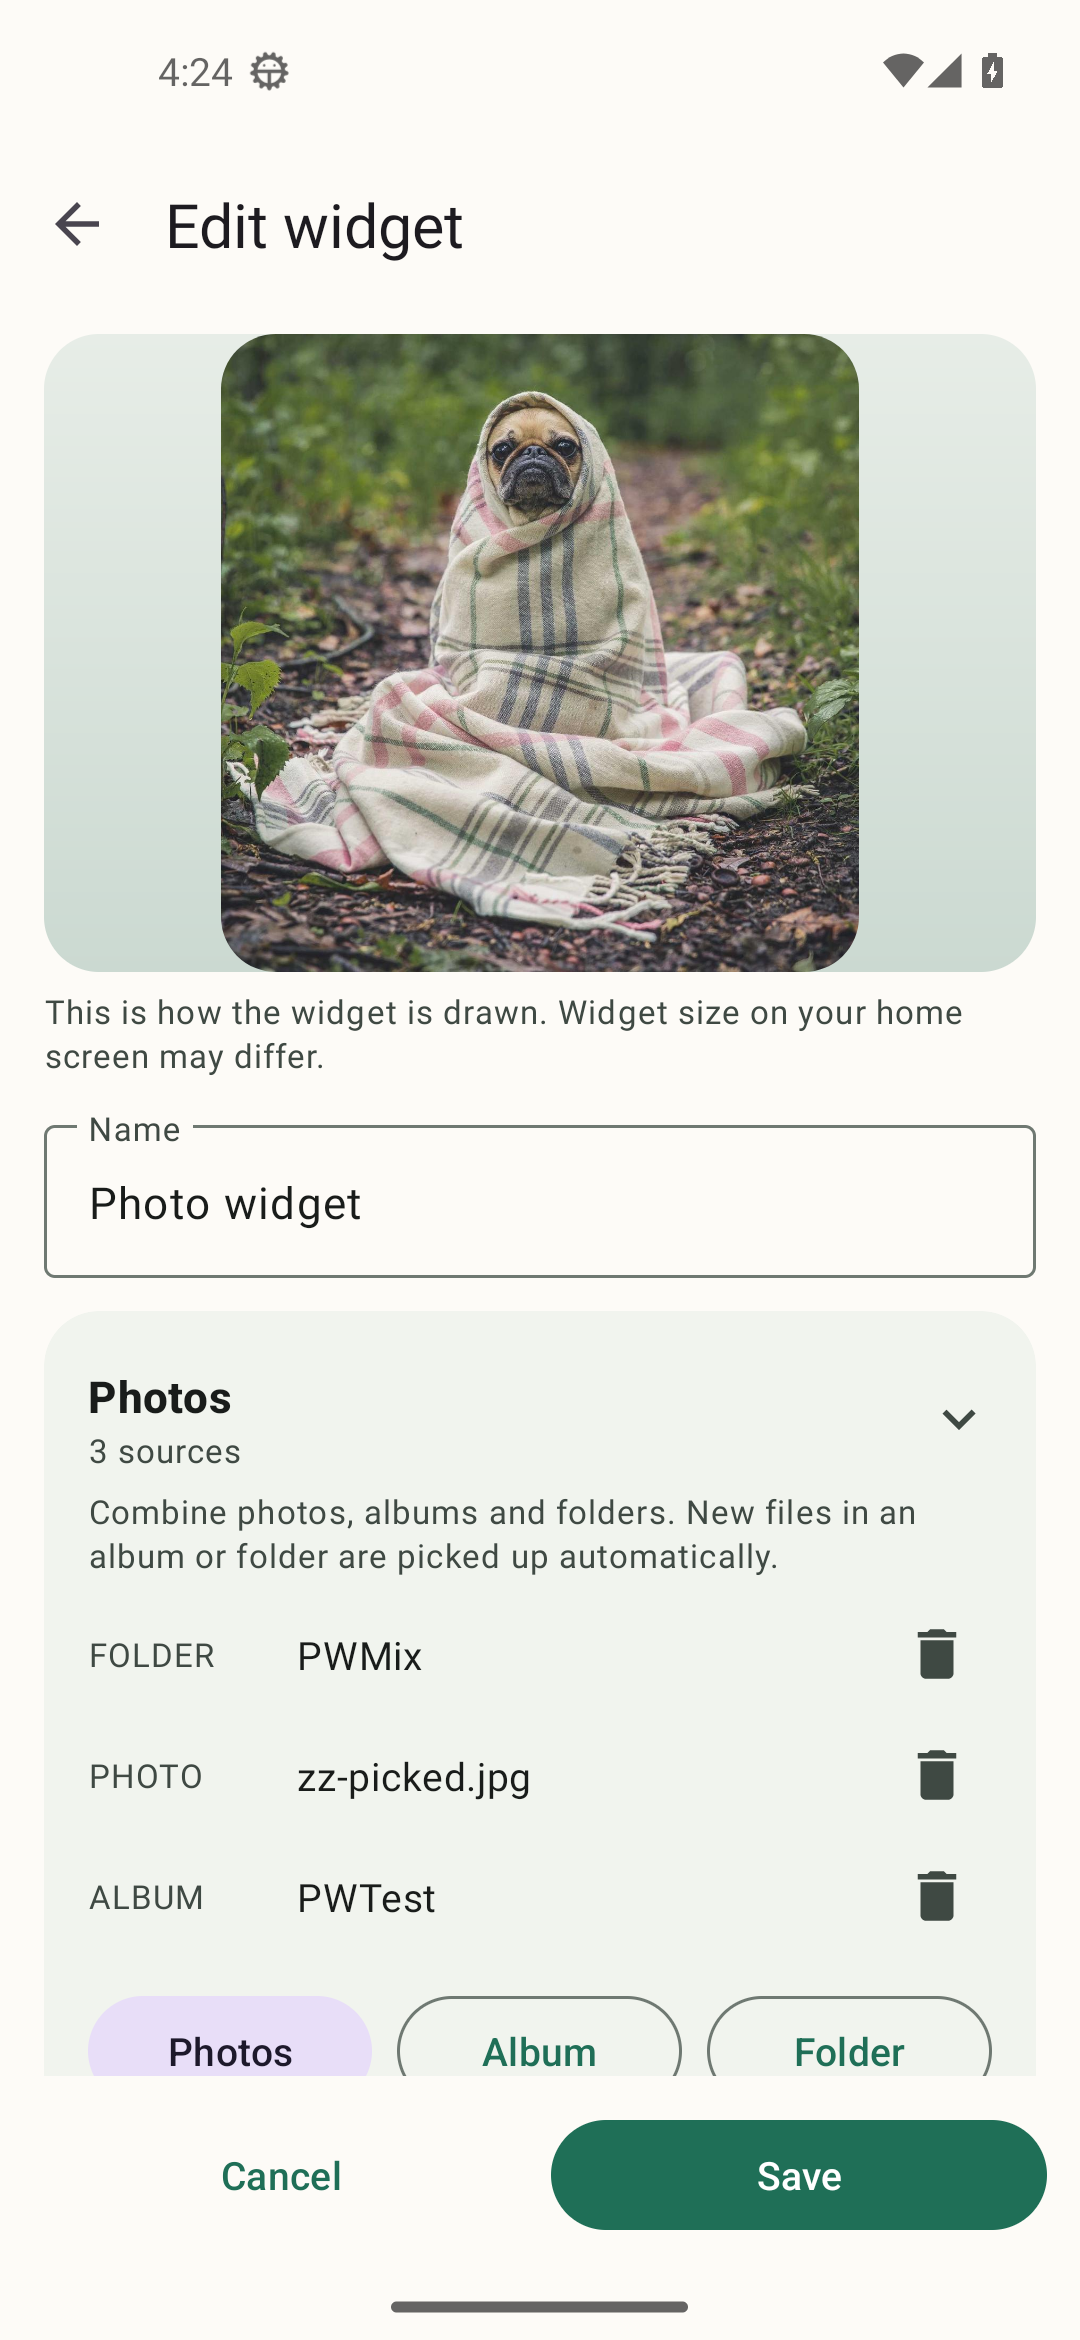 4:24
Edit widget
This is how the widget is drawn. Widget size on your home
screen may differ.
Name
Photo widget
Photos
3 sources
Combine photos, albums and folders. New files in an
album or folder are picked up automatically.
FOLDER PWMix
PHOTO zz-picked.jpg
ALBUM PWTest
Photos Album Folder
Cancel Save